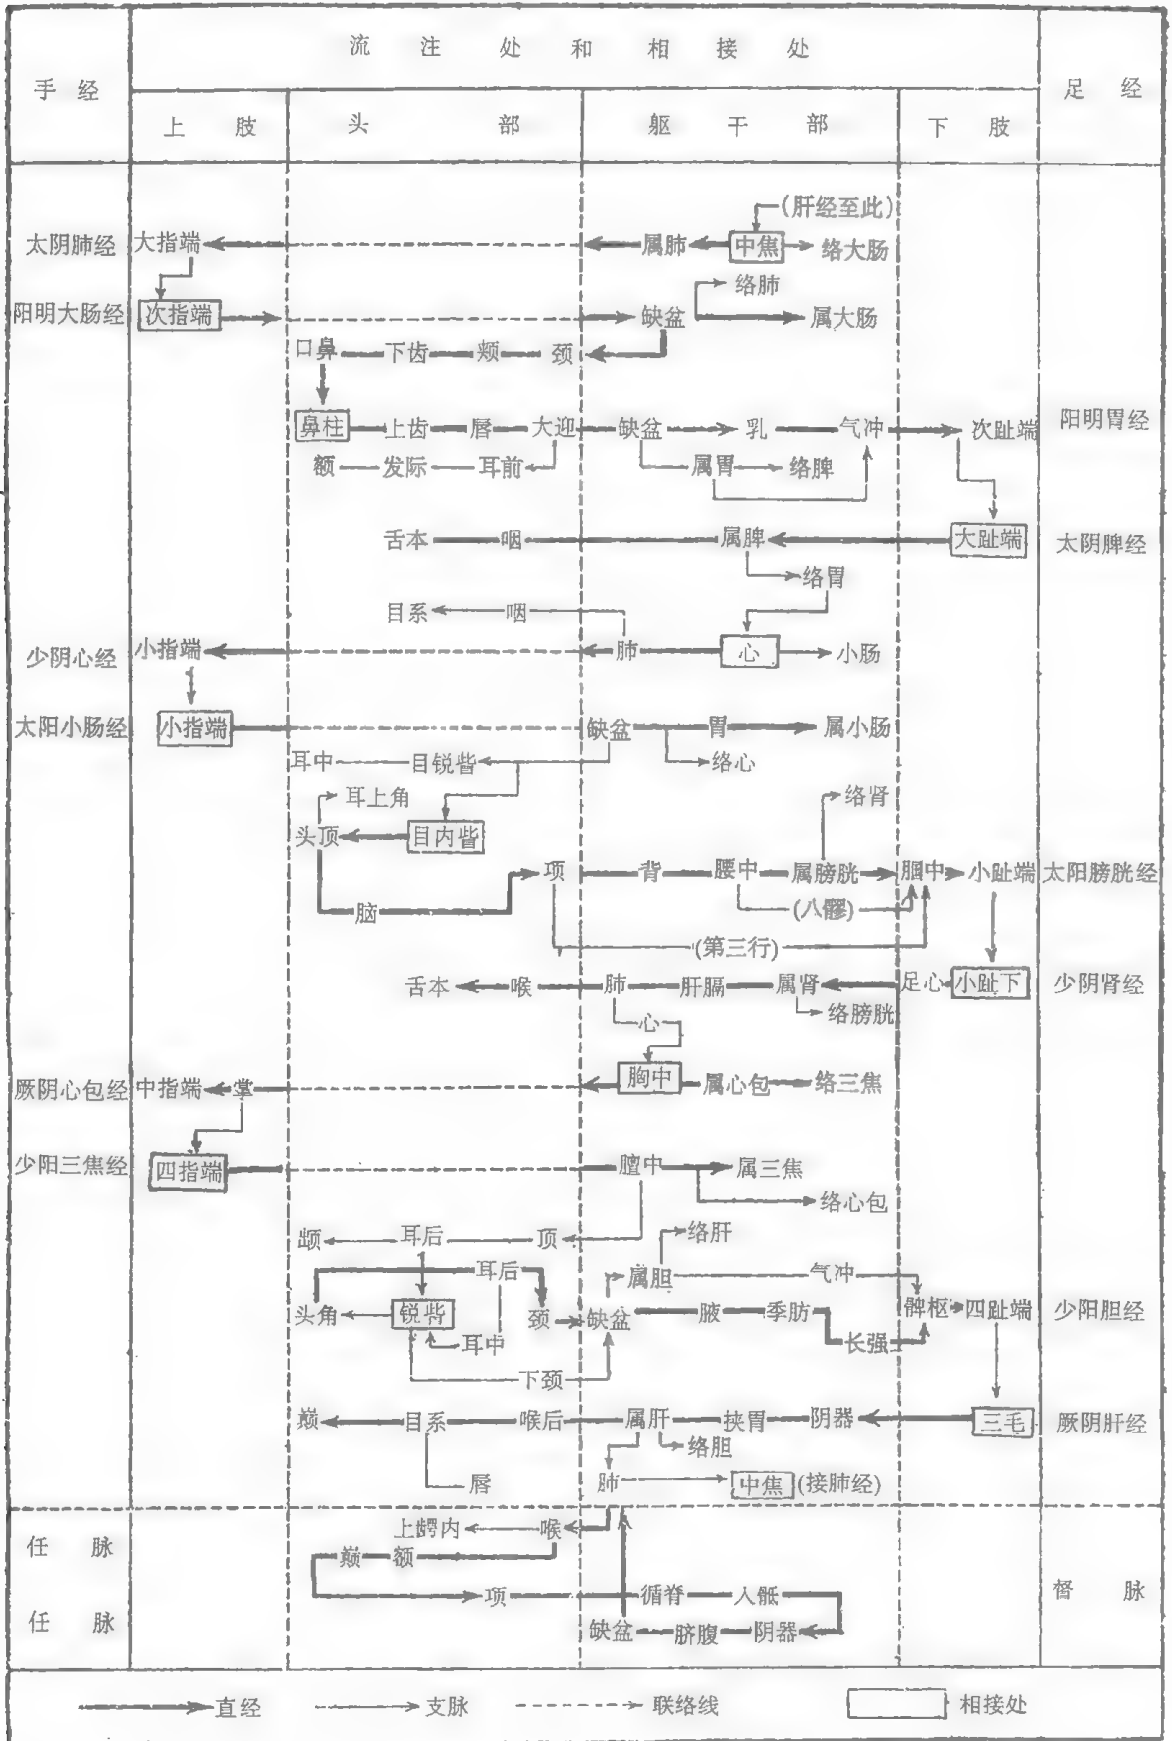 流注处和相接处
手经
足经
上肢 头部 躯干部 下肢
(肝经至此)
太阴肺经 大指端 属肺 中焦 络大肠
络肺
阳明大肠经 次指端 缺盆 属大肠
口鼻 下齿 颊 颈
鼻柱 上齿 唇 大迎 缺盆 乳 气冲 次趾端 阳明胃经
额 发际 耳前 属胃 络脾
舌本 咽 属脾 大趾端 太阴脾经
络胃
目系 咽
少阴心经 小指端 肺 心 小肠
太阳小肠经 小指端 缺盆 胃 属小肠
耳中 目锐眥 络心
耳上角 络肾
头顶 目内眥
项 背 腰中 属膀胱 腘中 小趾端 太阳膀胱经
脑 (八髎)
(第三行)
舌本 喉 肺 肝膈 属肾 足心 小趾下 少阴肾经
心 络膀胱
厥阴心包经 中指端 掌 胸中 属心包 络三焦
少阳三焦经 四指端 膻中 属三焦
络心包
䪼 耳后 顶 络肝
耳后 属胆 气冲
头角 锐眥 颈 缺盆 腋 季肋 髀枢 四趾端 少阳胆经
耳中 长强
下颈
巅 目系 喉后 属肝 挟胃 阴器 三毛 厥阴肝经
络胆
唇 肺 中焦 (接肺经)
任脉 上腭内 喉
巅 额
项 循脊 人骶 督脉
任脉 缺盆 脐腹 阴器
直经 支脉 联络线 相接处